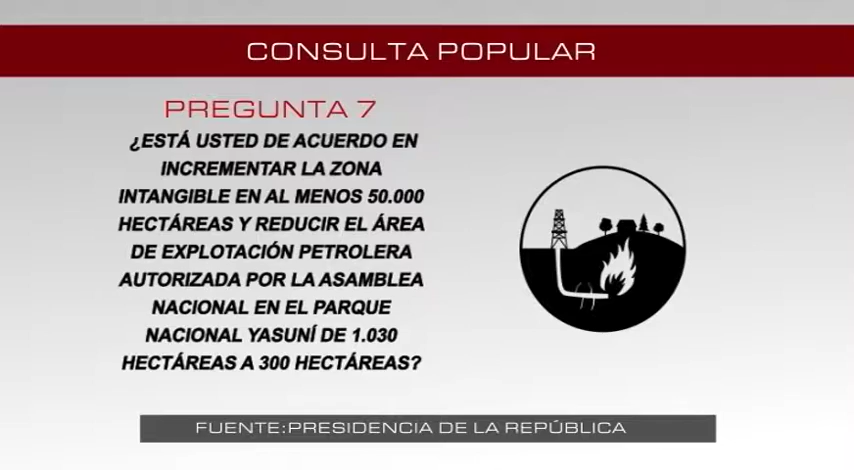 CONSULTA POPULAR
PREGUNTA 7
¿ESTÁ USTED DE ACUERDO EN
INCREMENTAR LA ZONA
INTANGIBLE EN AL MENOS 50.000
HECTÁREAS Y REDUCIR EL ÁREA
DE EXPLOTACIÓN PETROLERA
AUTORIZADA POR LA ASAMBLEA
NACIONAL EN EL PARQUE
NACIONAL YASUNÍ DE 1.030
HECTÁREAS A 300 HECTÁREAS?
FUENTE:PRESIDENCIA DE LA REPÚBLICA